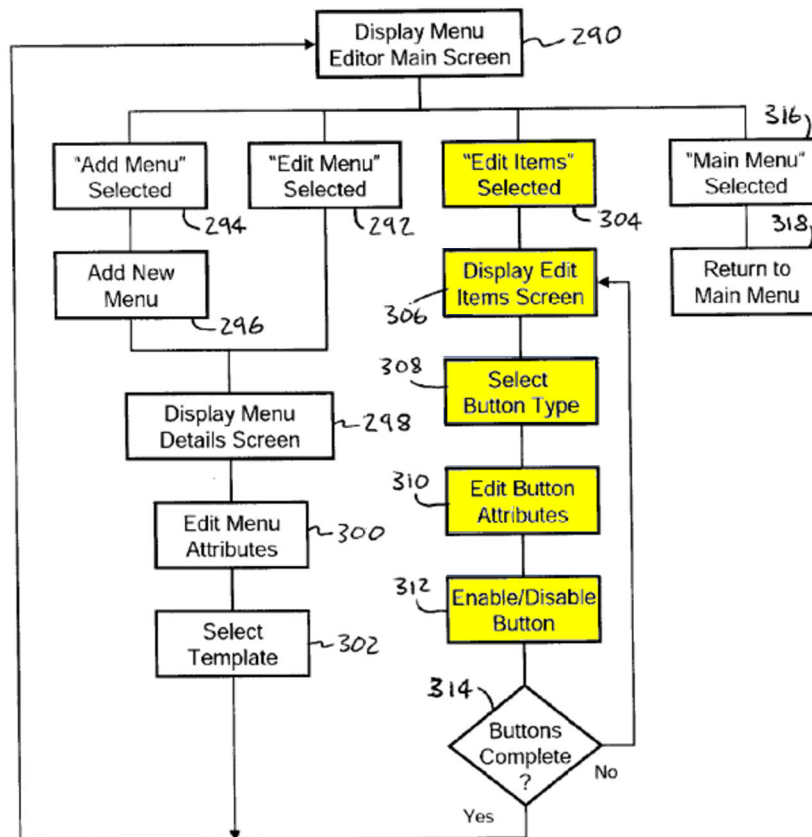 Display Menu
Editor Main Screen
290
316
"Add Menu"
Selected
294
"Edit Menu"
Selected
292
"Edit Items"
Selected
304
"Main Menu"
Selected
318
Add New
Menu
296
Display Edit
Items Screen
306
Return to
Main Menu
308
Select
Button Type
Display Menu
Details Screen
298
310
Edit Button
Attributes
Edit Menu
Attributes
300
312
Enable/Disable
Button
Select
Template
302
314
Buttons
Complete
?
No
Yes